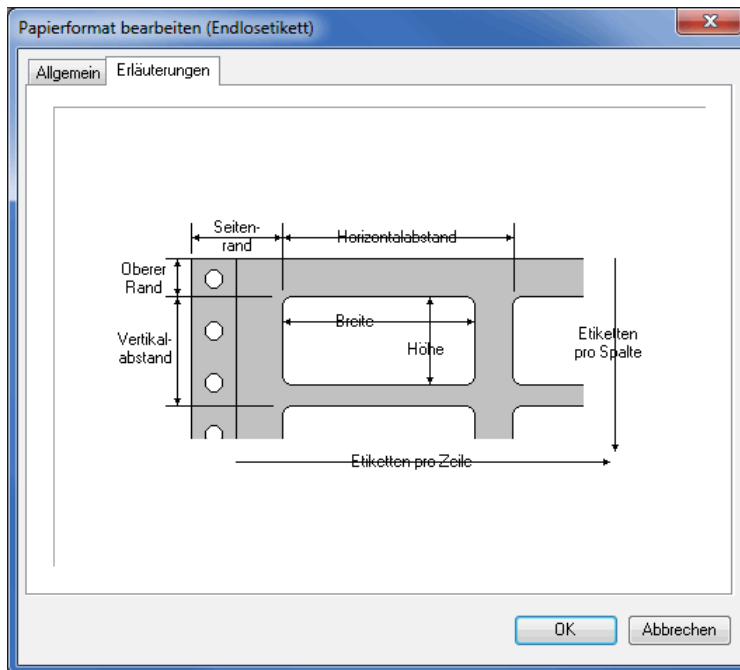 Papierformat bearbeiten (Endlosetikett)
Allgemein
Erläuterungen
Seiten-
rand
Horizontalabstand
Oberer
Rand
Breite
Vertikal-
abstand
Höhe
Etiketten
pro Spalte
Etiketten pro Zeile
OK
Abbrechen